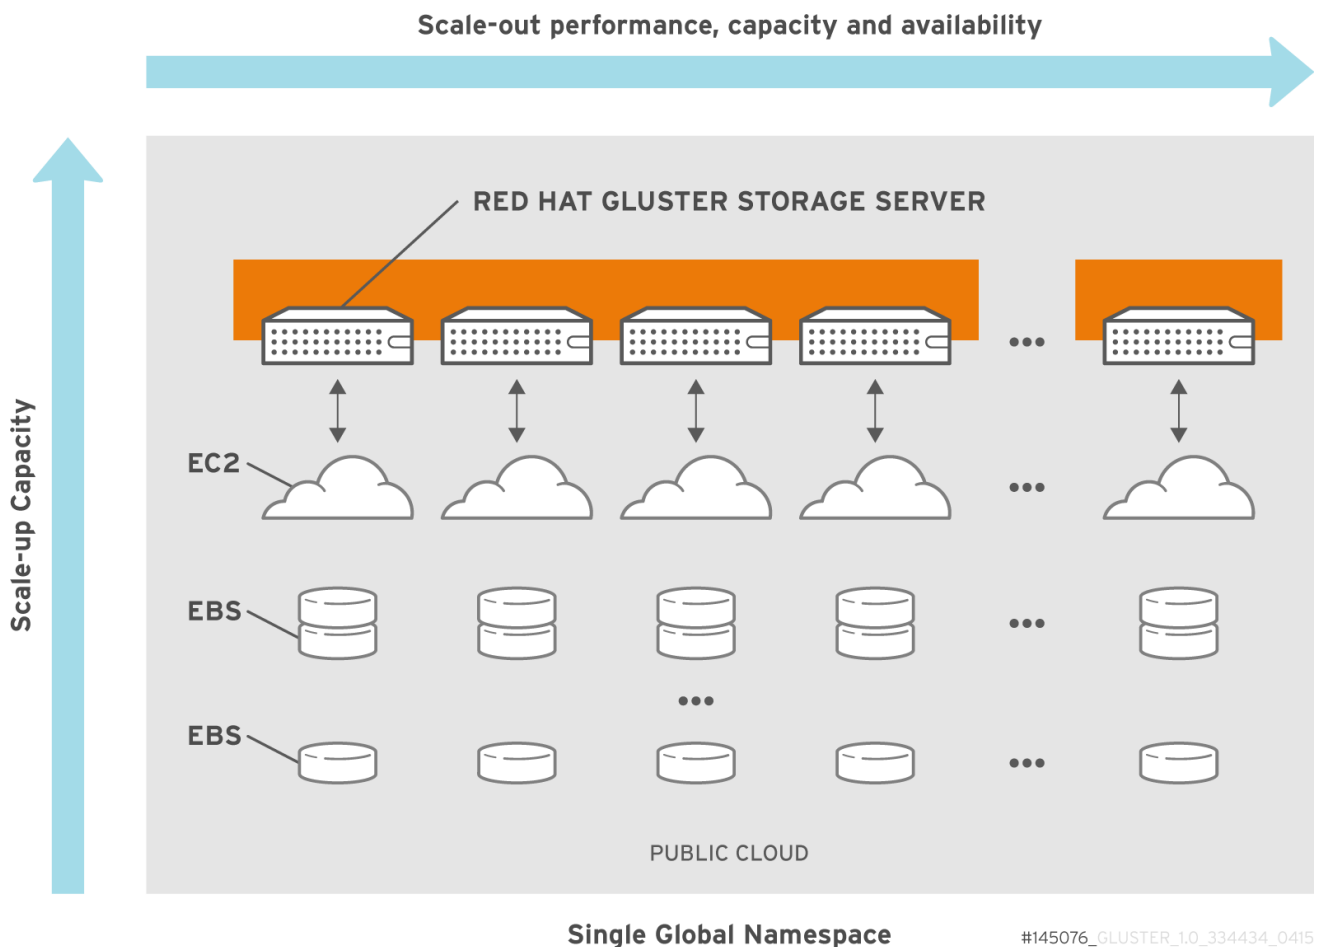 Scale-out performance, capacity and availability
Scale-up Capacity
RED HAT GLUSTER STORAGE SERVER
EC2
EBS
EBS
PUBLIC CLOUD
Single Global Namespace
#145076_GLUSTER_1.0_334434_0415